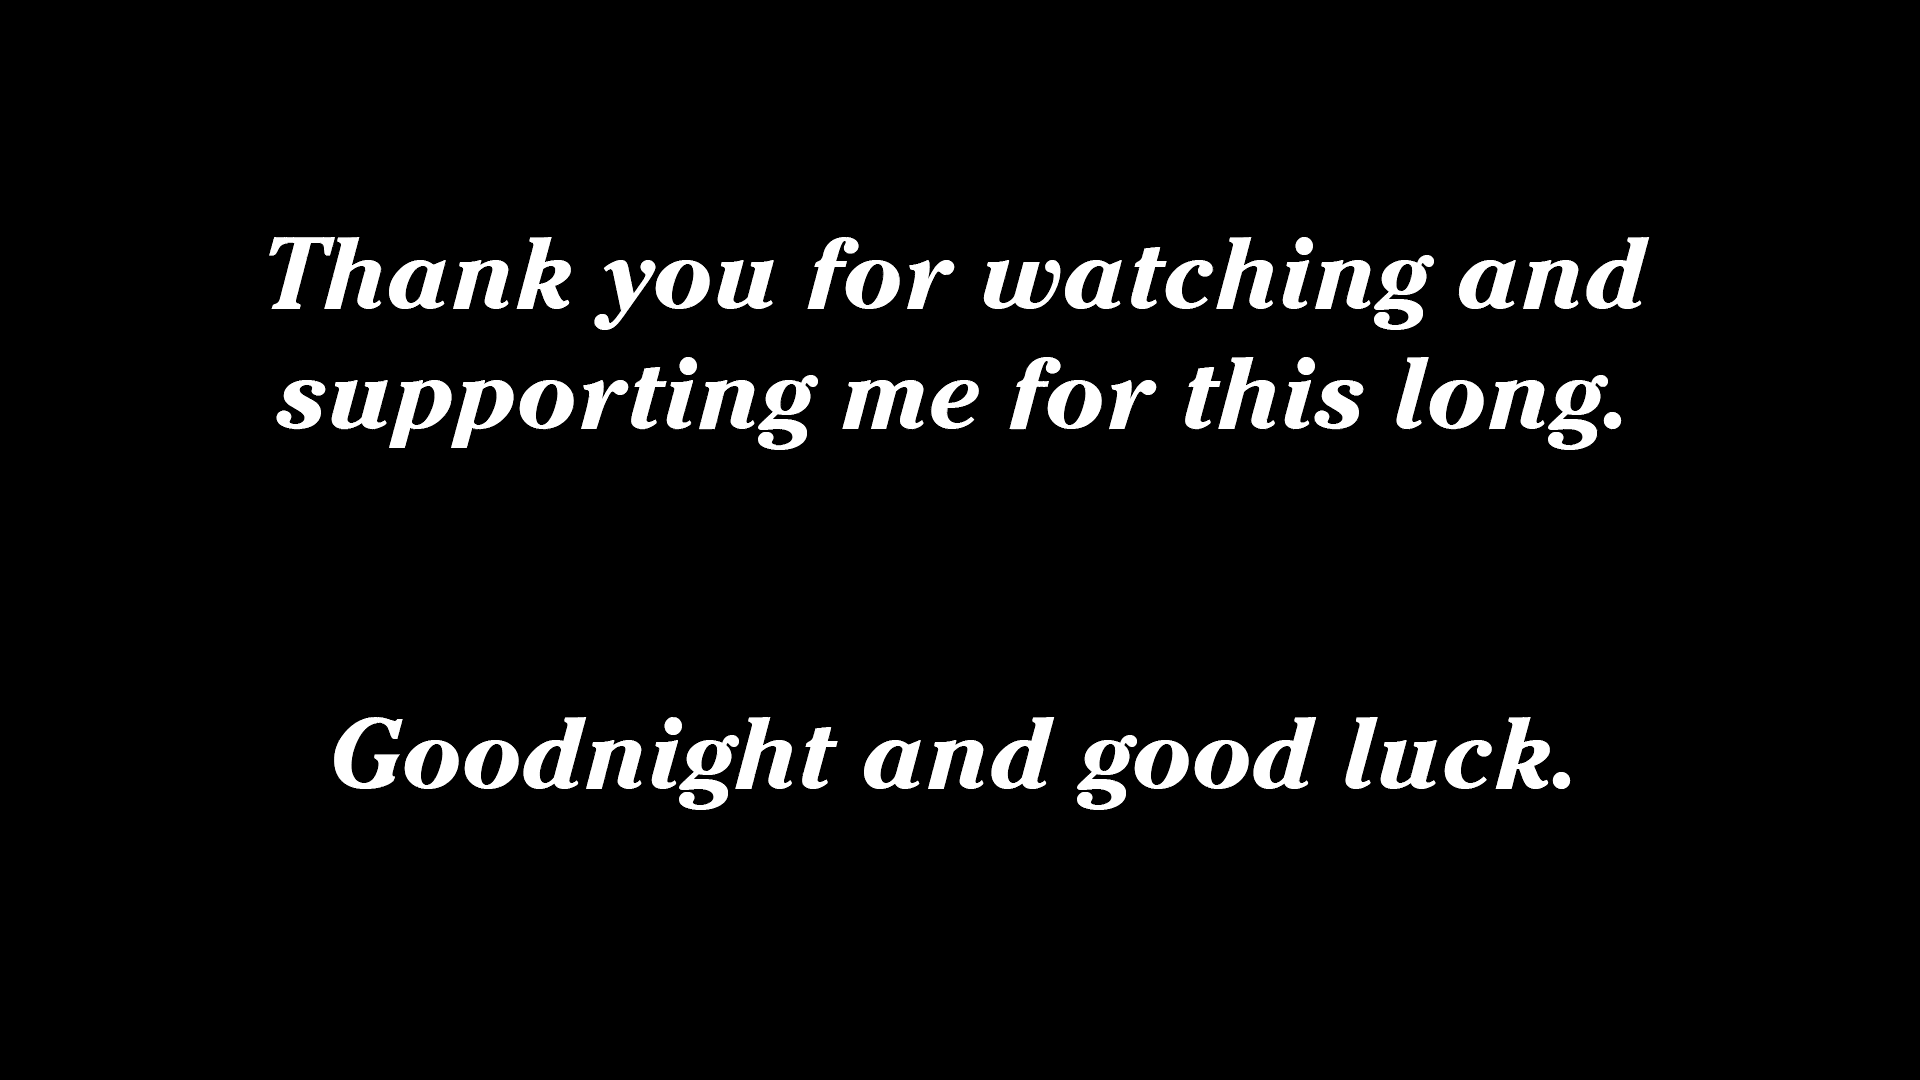 Thank you for watching and
supporting me for this long.
Goodnight and good luck.